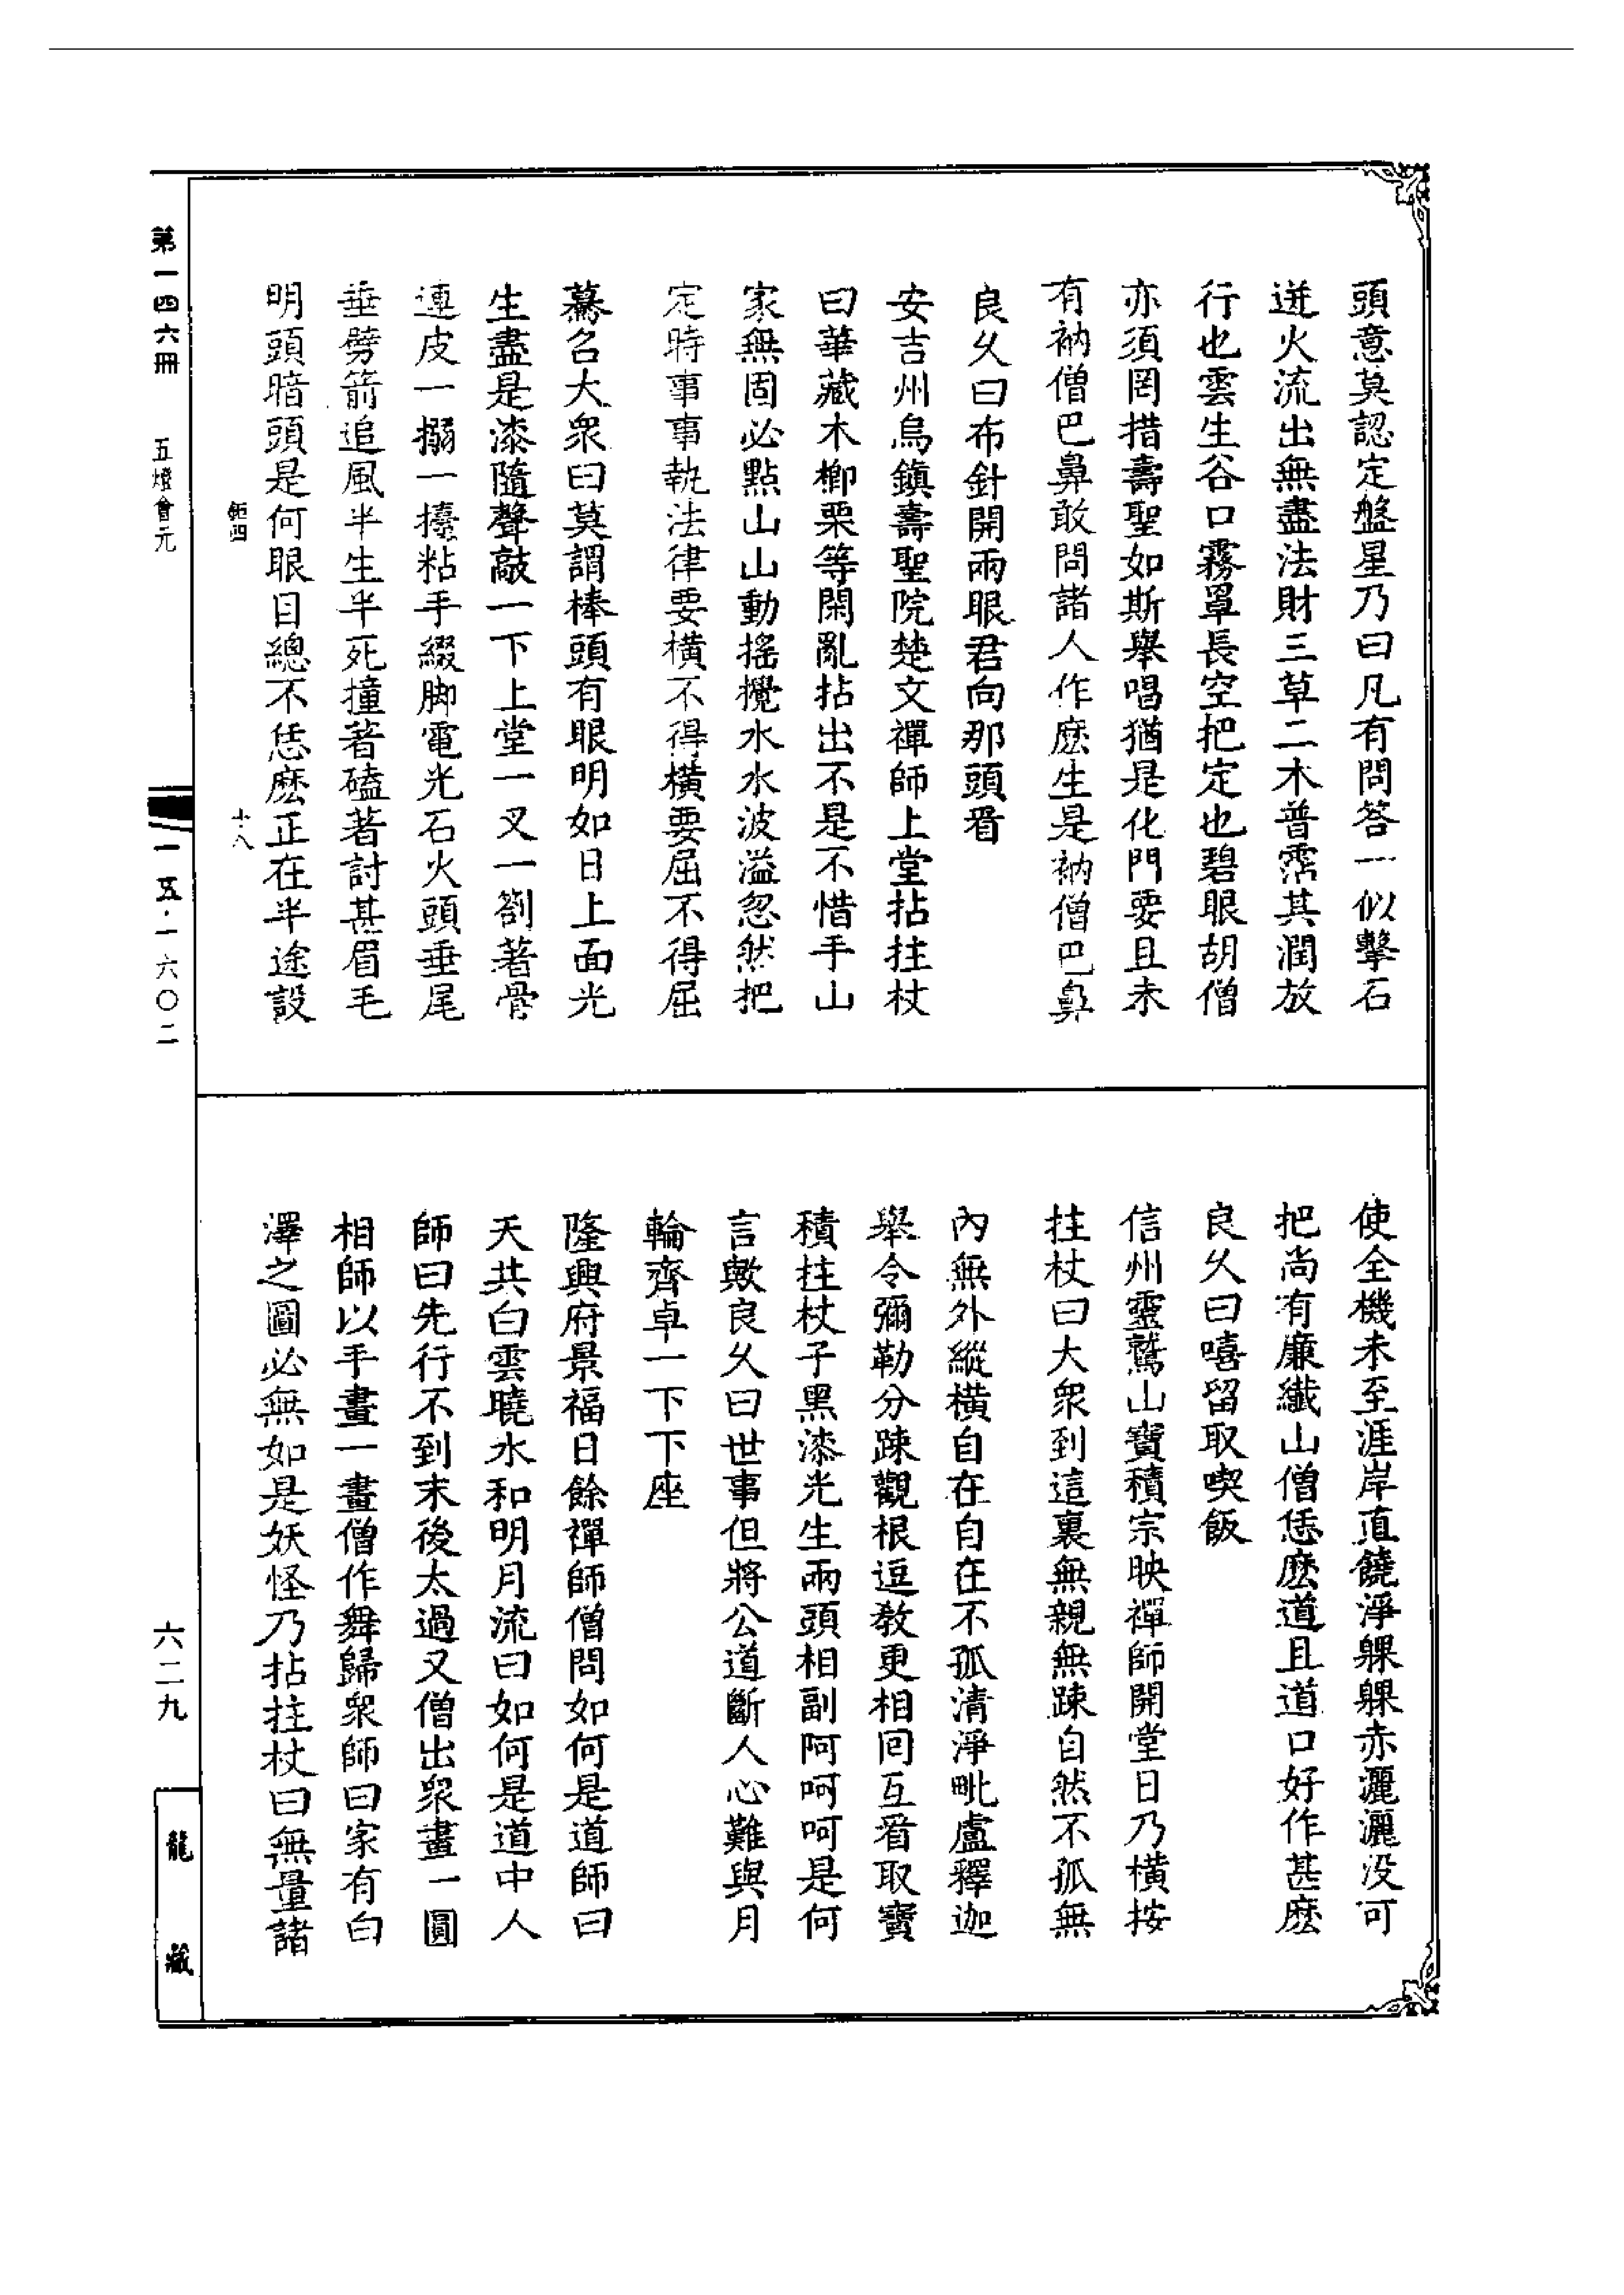 頭意莫認定盤星乃曰凡有問答一似擊石
迸火流出無盡法財三草二木普霑其潤放
行也雲生谷口霧罩長空把定也碧眼胡僧
亦須罔措壽聖如斯舉唱猶是化門要且未
有衲僧巴鼻敢問諸人作麽生是衲僧巴鼻
良久曰布針開兩眼君向那頭看
安吉州烏鎮壽聖院楚文禪師上堂拈拄杖
曰華藏木楖栗等閑亂拈出不是不惜手山
家無固必點山山動搖攪水水波溢忽然把
定時事事執法律要橫不得橫要屈不得屈
驀召大衆曰莫謂棒頭有眼明如日上面光
生盡是漆隨聲敲一下上堂一叉一劄著骨
連皮一搦一擡粘手綴脚電光石火頭垂尾
垂劈箭追風半生半死撞著磕著討甚眉毛
明頭暗頭是何眼目總不恁麽正在半途設
使全機未至涯岸直饒淨躶躶赤灑灑没可
把尚有廉纖山僧恁麽道且道口好作甚麽
良久曰嘻留取喫飯
信州靈鷲山寶積宗映禪師開堂日乃橫按
拄杖曰大衆到這裏無親無踈自然不孤無
內無外縱橫自在自在不孤清淨毗盧釋迦
舉令彌勒分踈觀根逗教更相回互看取寶
積拄杖子黑漆光生兩頭相副阿呵呵是何
言歟良久曰世事但將公道斷人心難與月
輪齊卓一下下座
隆興府景福日餘禪師僧問如何是道師曰
天共白雲曉水和明月流曰如何是道中人
師曰先行不到末後太過又僧出衆畫一圓
相師以手畫一畫僧作舞歸衆師曰家有白
澤之圖必無如是妖怪乃拈拄杖曰無量諸
鉅四
十八
第一四六冊
五燈會元
一五·一六〇二
六二九
龍藏